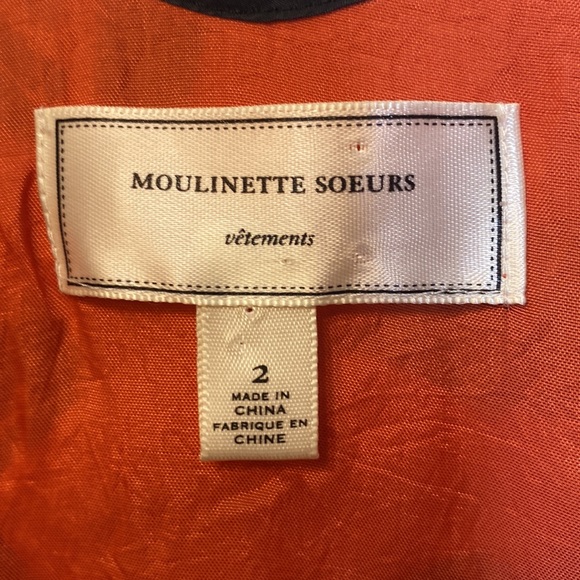 MOULINETTE SOEURS
vêtements
2
MADE IN
CHINA
FABRIQUE EN
CHINE